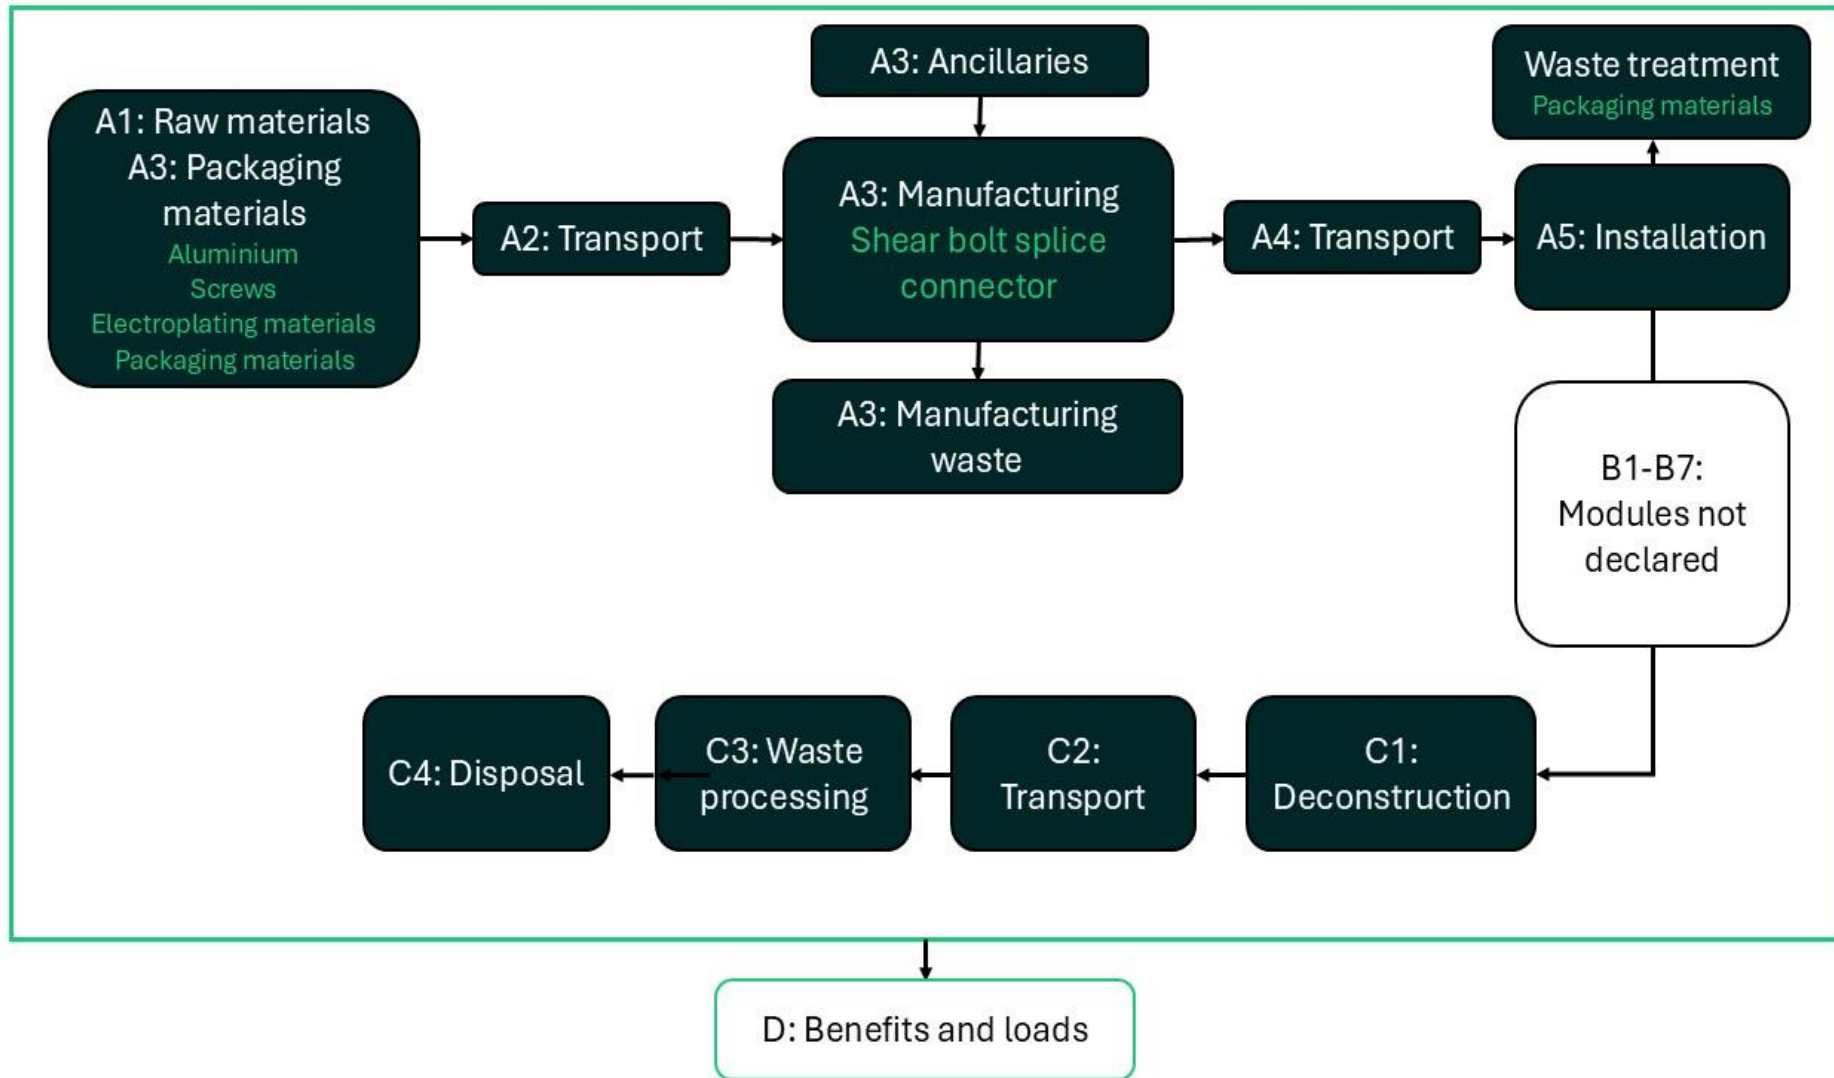 A1: Raw materials
A3: Packaging
materials
Aluminium
Screws
Electroplating materials
Packaging materials
A2: Transport
A3: Ancillaries
A3: Manufacturing
Shear bolt splice
connector
A3: Manufacturing
waste
A4: Transport
Waste treatment
Packaging materials
A5: Installation
B1-B7:
Modules not
declared
C1:
Deconstruction
C2:
Transport
C3: Waste
processing
C4: Disposal
D: Benefits and loads